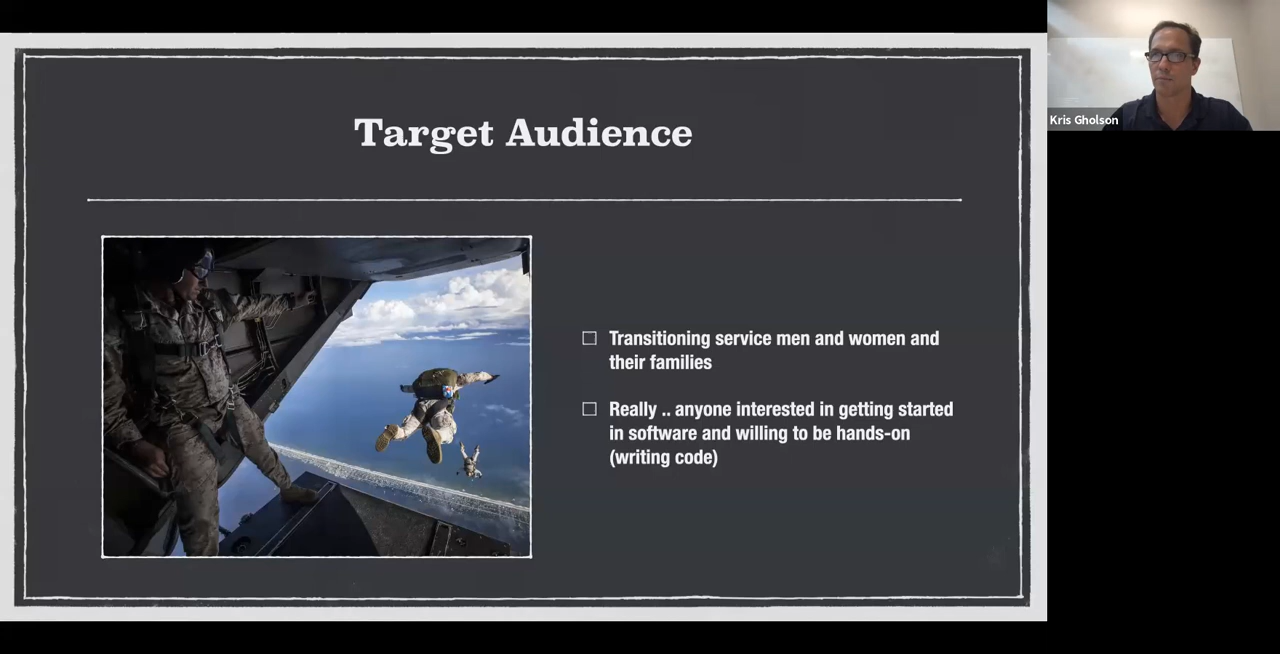 Target Audience
Transitioning service men and women and
their families
Really .. anyone interested in getting started
in software and willing to be hands-on
(writing code)
Kris Gholson